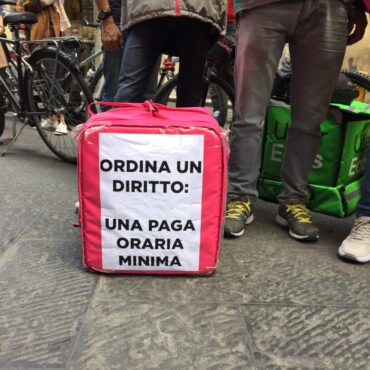 ORDINA UN
DIRITTO:
UNA PAGA
ORARIA
MINIMA